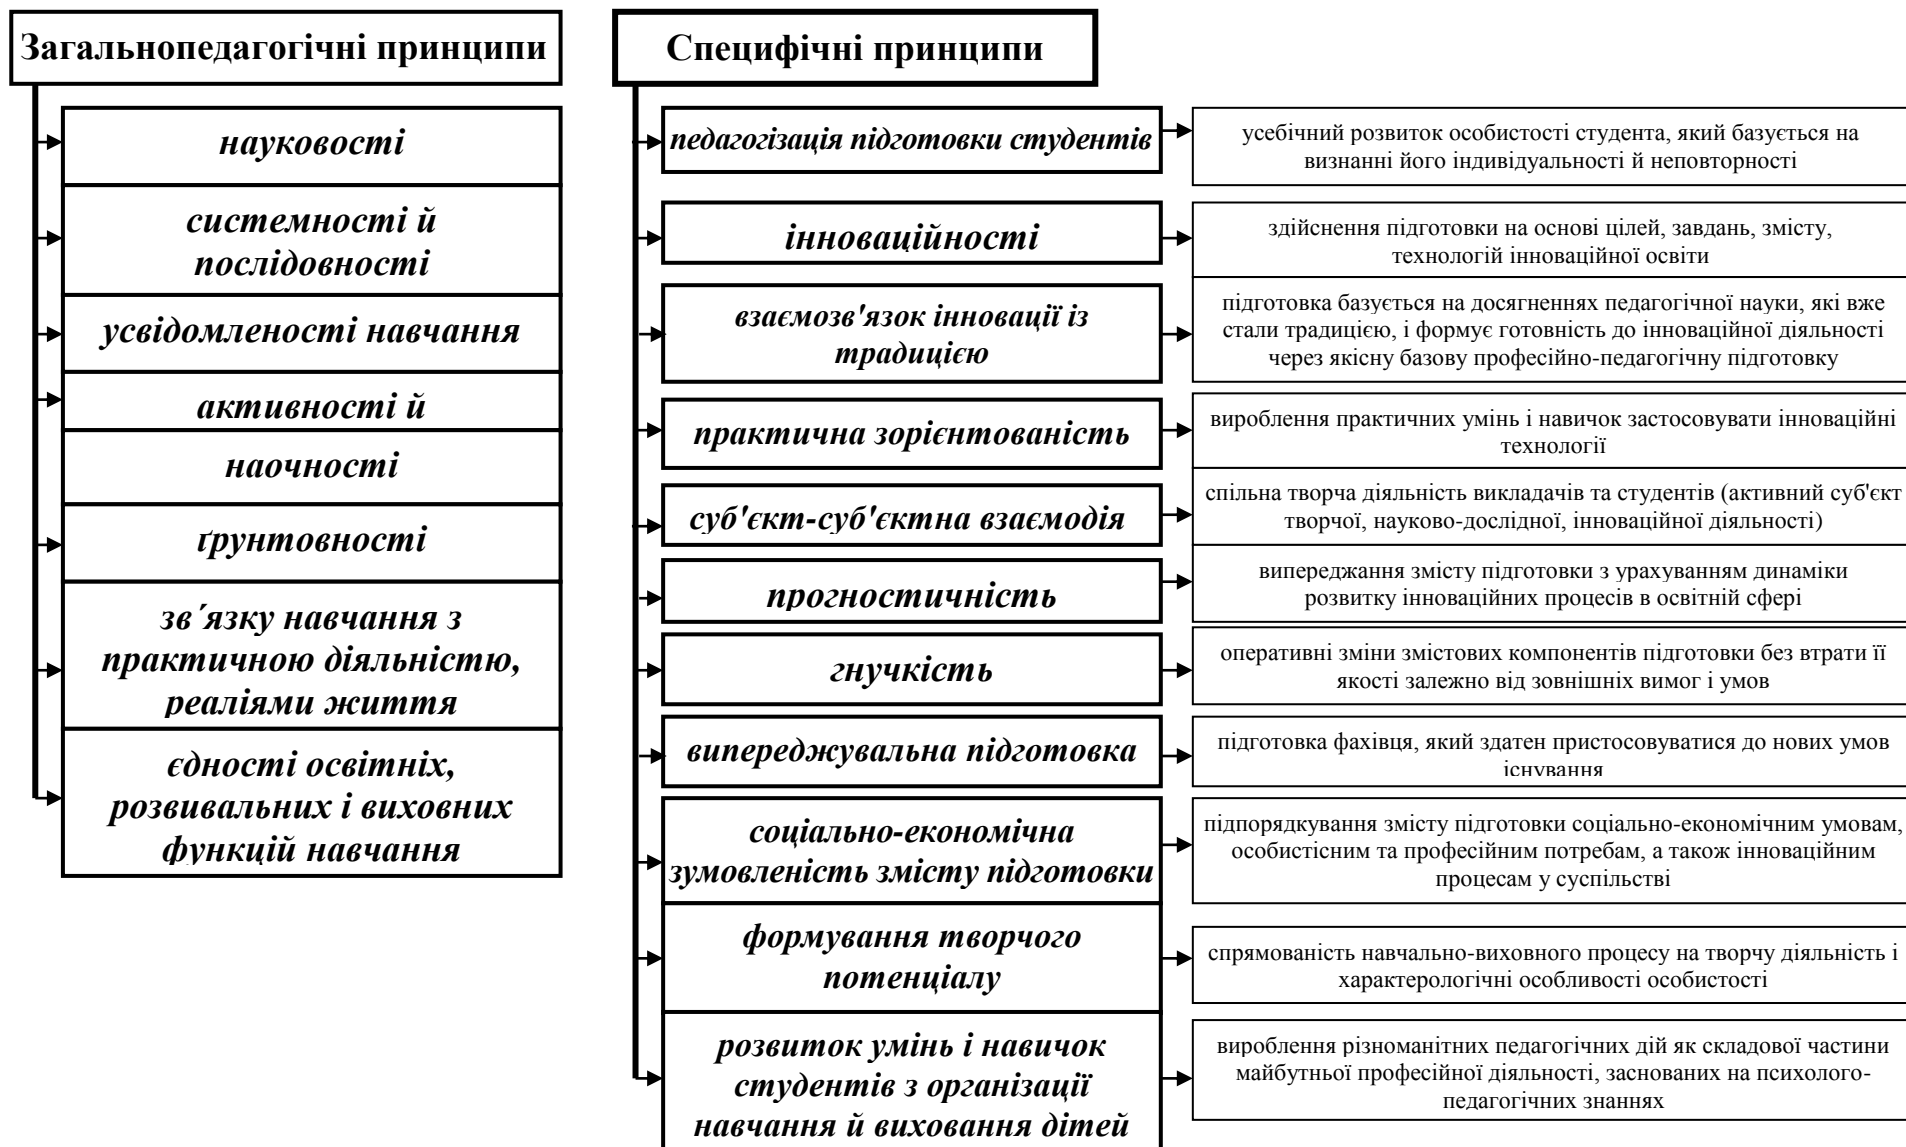 Загальнопедагогічні принципи
науковості
системності й
послідовності
усвідомленості навчання
активності й
наочності
ґрунтовності
зв´язку навчання з
практичною діяльністю,
реаліями життя
єдності освітніх,
розвивальних і виховних
функцій навчання
Специфічні принципи
педагогізація підготовки студентів
усебічний розвиток особистості студента, який базується на
визнанні його індивідуальності й неповторності
інноваційності
здійснення підготовки на основі цілей, завдань, змісту,
технологій інноваційної освіти
взаємозв'язок інновації із
традицією
підготовка базується на досягненнях педагогічної науки, які вже
стали традицією, і формує готовність до інноваційної діяльності
через якісну базову професійно-педагогічну підготовку
практична зорієнтованість
вироблення практичних умінь і навичок застосовувати інноваційні
технології
суб'єкт-суб'єктна взаємодія
спільна творча діяльність викладачів та студентів (активний суб'єкт
творчої, науково-дослідної, інноваційної діяльності)
прогностичність
випереджання змісту підготовки з урахуванням динаміки
розвитку інноваційних процесів в освітній сфері
гнучкість
оперативні зміни змістових компонентів підготовки без втрати її
якості залежно від зовнішніх вимог і умов
випереджувальна підготовка
підготовка фахівця, який здатен пристосовуватися до нових умов
існування
соціально-економічна
зумовленість змісту підготовки
підпорядкування змісту підготовки соціально-економічним умовам,
особистісним та професійним потребам, а також інноваційним
процесам у суспільстві
формування творчого
потенціалу
спрямованість навчально-виховного процесу на творчу діяльність і
характерологічні особливості особистості
розвиток умінь і навичок
студентів з організації
навчання й виховання дітей
вироблення різноманітних педагогічних дій як складової частини
майбутньої професійної діяльності, заснованих на психолого-
педагогічних знаннях